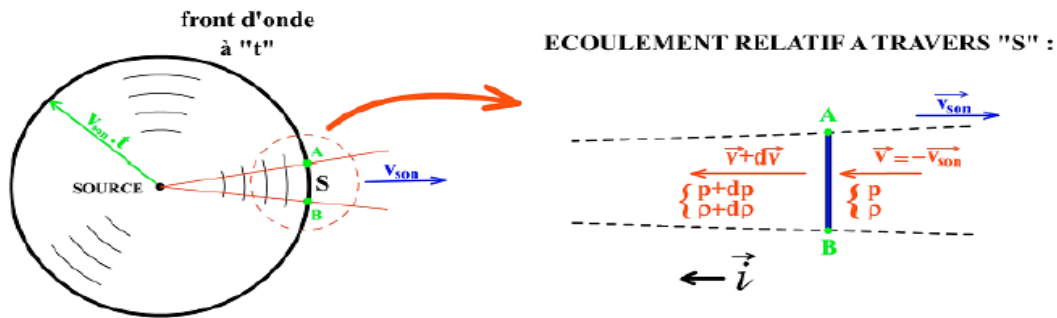 front d'onde
à "t"
v_son.t
SOURCE
A
S
B
v_son
ECOULEMENT RELATIF A TRAVERS "S" :
v_son
A
v+dv
v=-v_son
p+dp
ρ+dρ
p
ρ
B
i